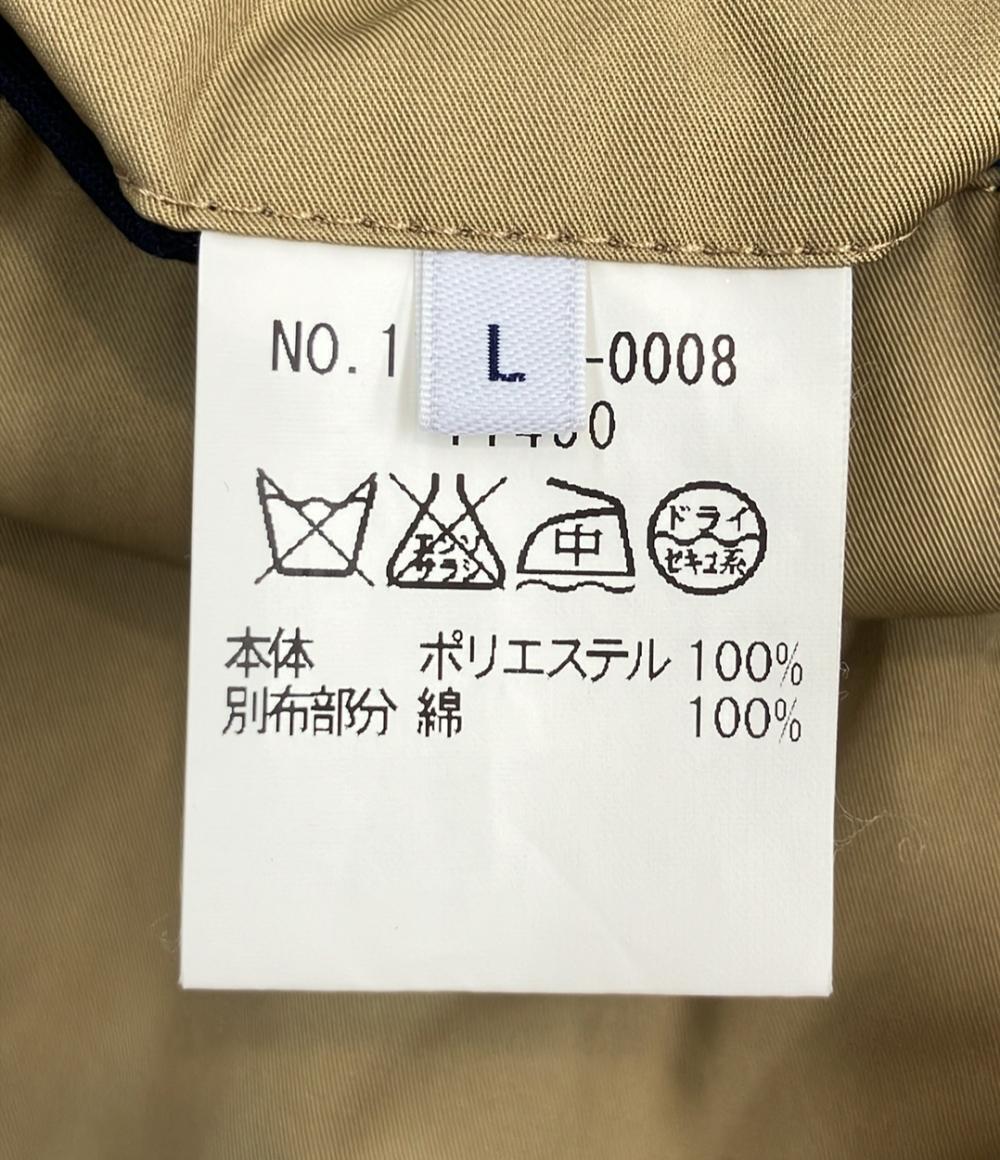 NO.1
L
-0008
エンソ
サラシ
中
ドライ
セキユ系
本体 ポリエステル 100%
別布部分 綿 100%